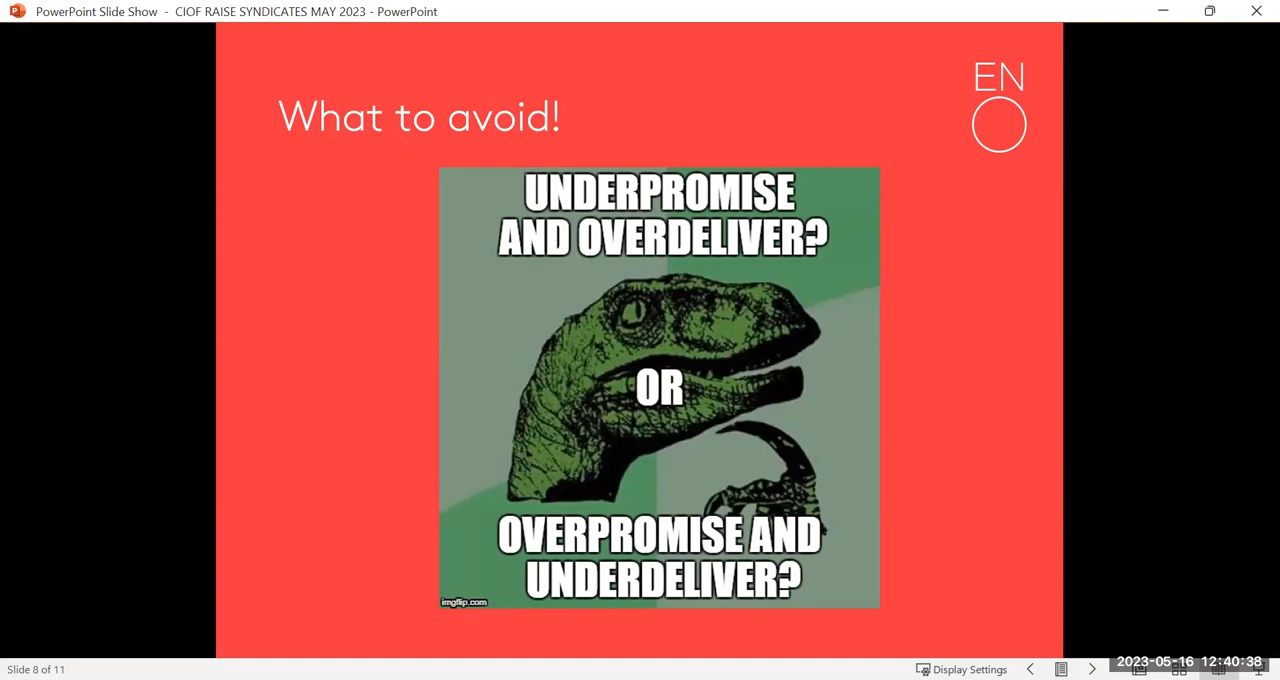 PowerPoint Slide Show - CIOF RAISE SYNDICATES MAY 2023 - PowerPoint
EN
O
What to avoid!
UNDERPROMISE
AND OVERDELIVER?
OR
OVERPROMISE AND
UNDERDELIVER?
imgflip.com
Slide 8 of 11
Display Settings
2023-05-16 12:40:38